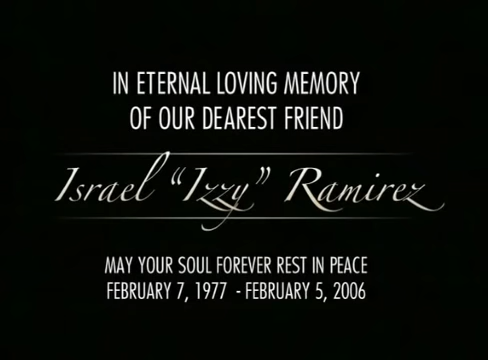 IN ETERNAL LOVING MEMORY
OF OUR DEAREST FRIEND
Israel “Izzy” Ramirez
MAY YOUR SOUL FOREVER REST IN PEACE
FEBRUARY 7, 1977 - FEBRUARY 5, 2006